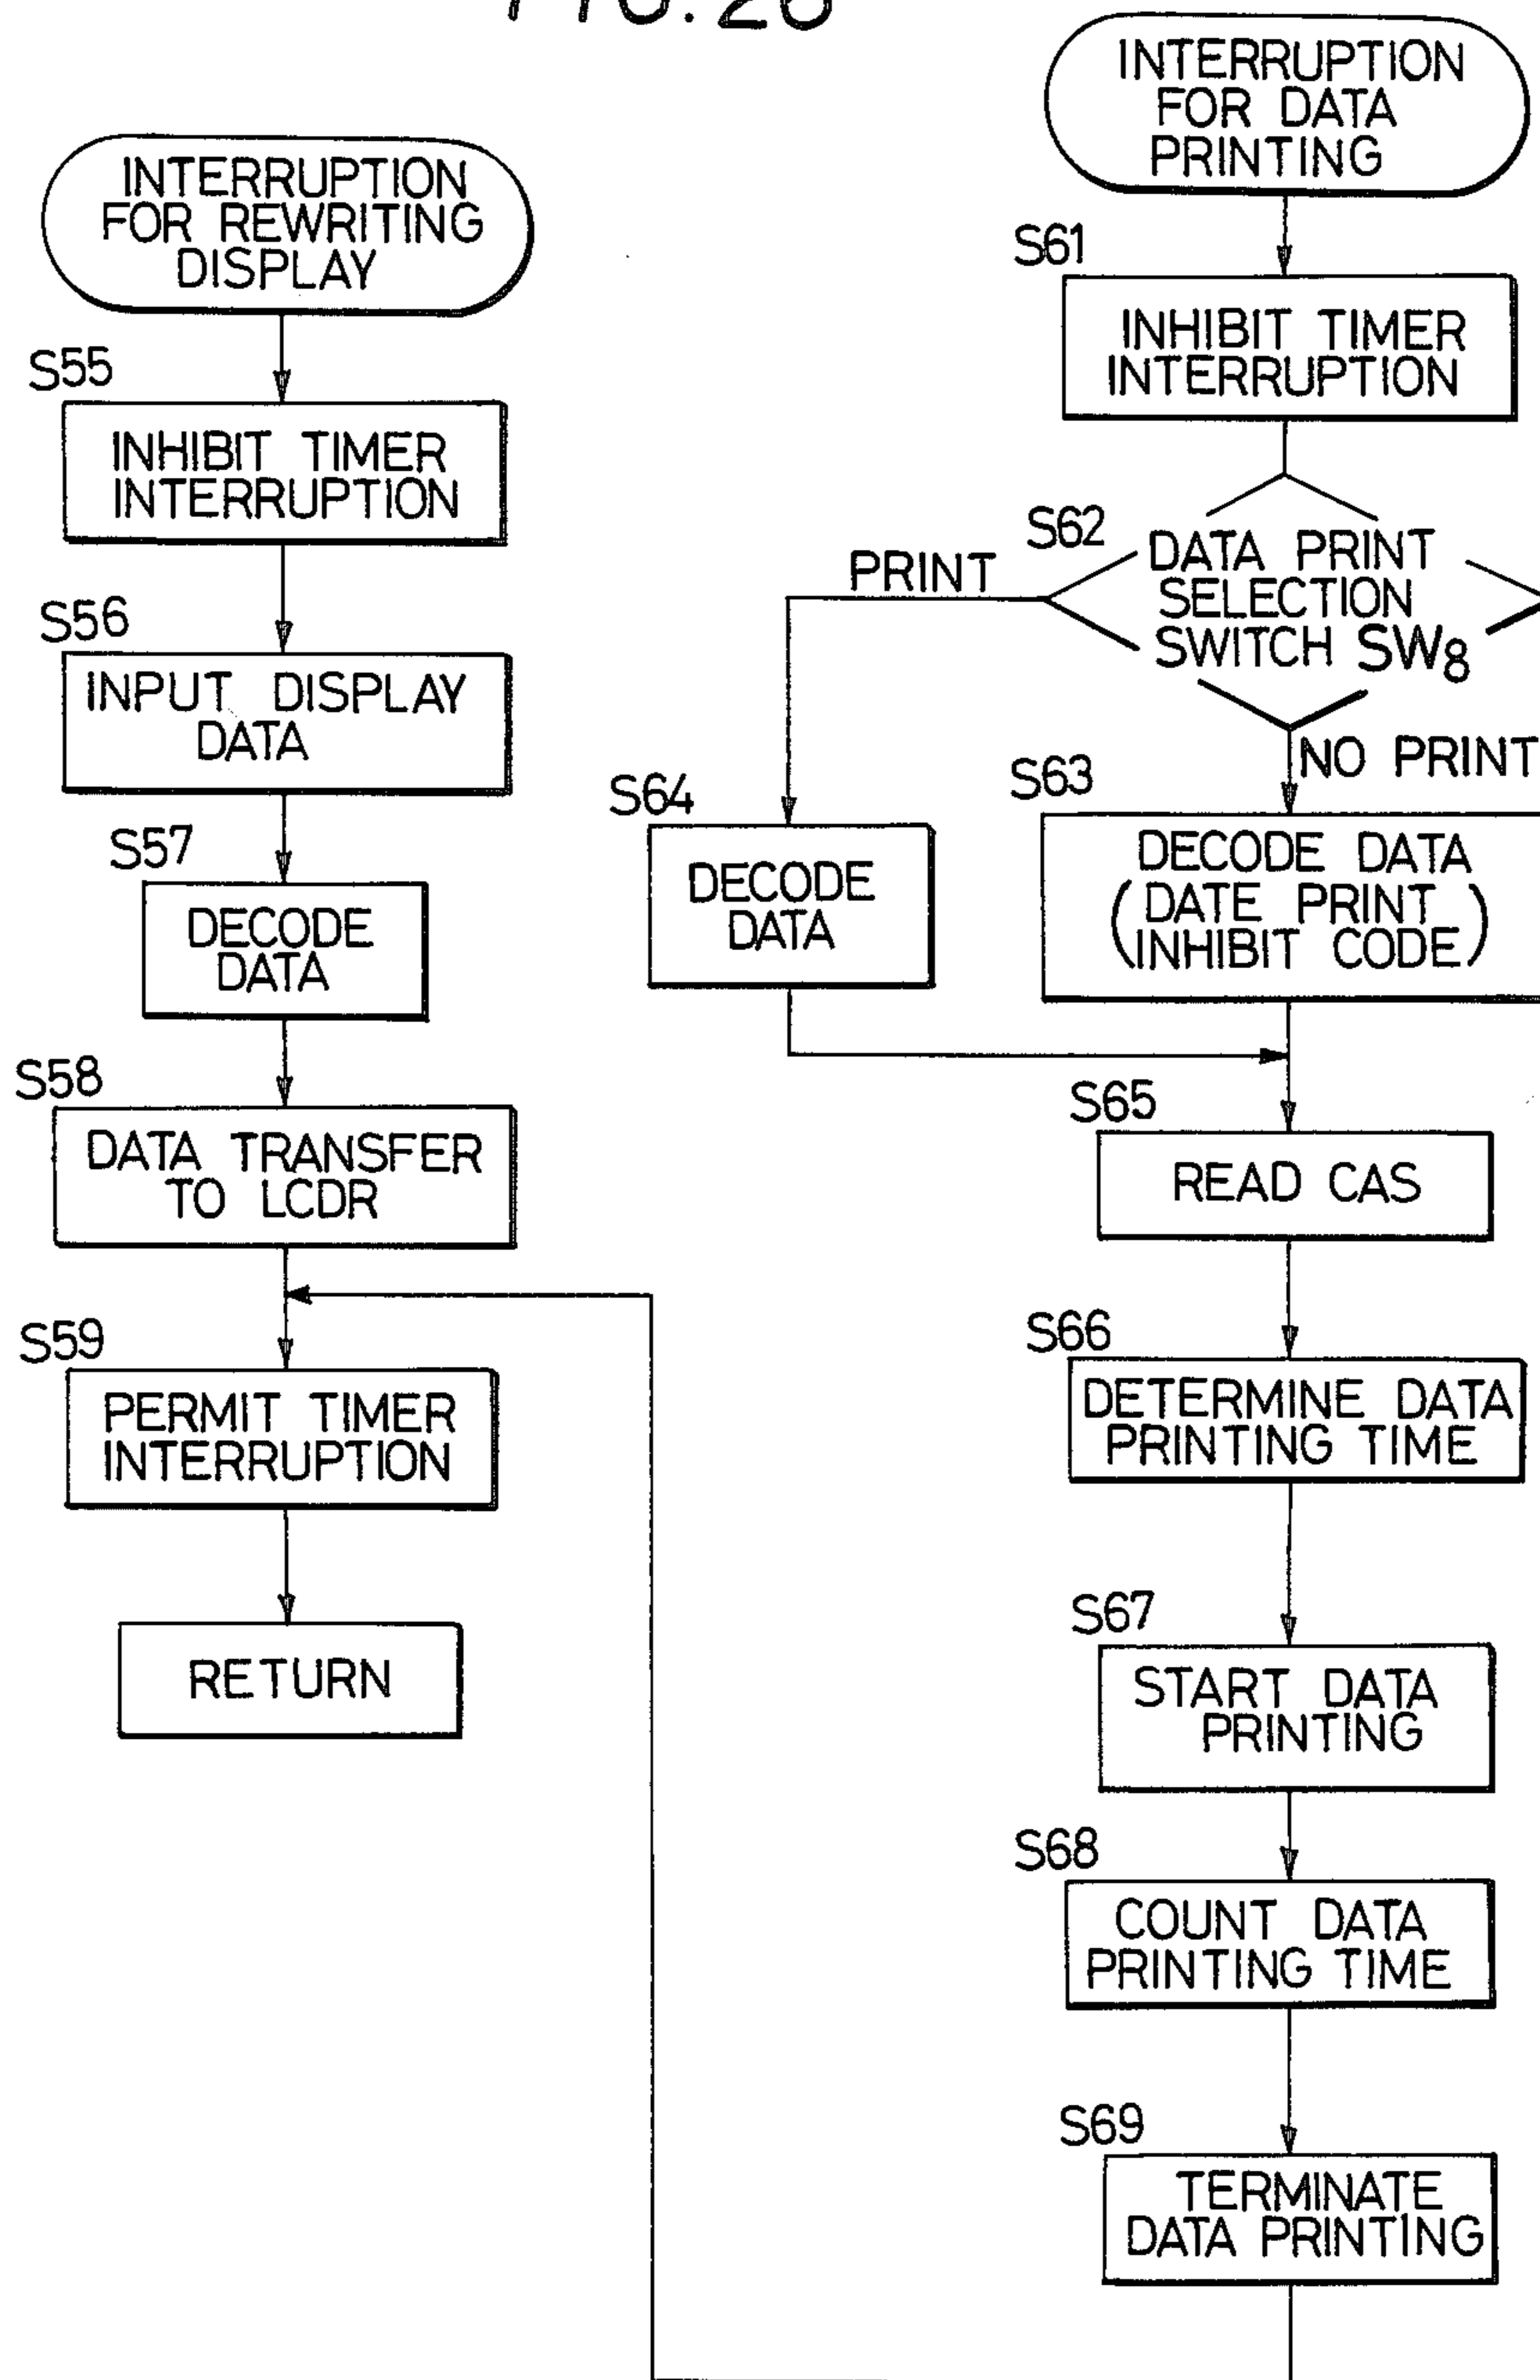 FIG. 28
INTERRUPTION
FOR REWRITING
DISPLAY
S55
INHIBIT TIMER
INTERRUPTION
S56
INPUT DISPLAY
DATA
S57
DECODE
DATA
S58
DATA TRANSFER
TO LCDR
S59
PERMIT TIMER
INTERRUPTION
RETURN
INTERRUPTION
FOR DATA
PRINTING
S61
INHIBIT TIMER
INTERRUPTION
S62
DATA PRINT
SELECTION
SWITCH SW8
PRINT
NO PRINT
S64
DECODE
DATA
S63
DECODE DATA
(DATE PRINT
INHIBIT CODE)
S65
READ CAS
S66
DETERMINE DATA
PRINTING TIME
S67
START DATA
PRINTING
S68
COUNT DATA
PRINTING TIME
S69
TERMINATE
DATA PRINTING